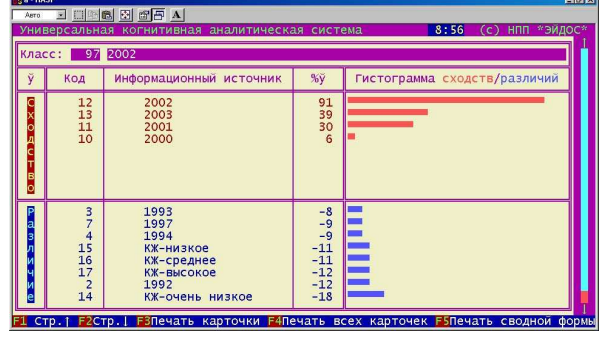 Авто
A
Универсальная когнитивная аналитическая система 8:56 (с) НПП *ЭЙДОС*
Класс: 97 2002
ÿ Код Информационный источник %ÿ Гистограмма сходств/различий
Сходство
12 2002 91
13 2003 39
11 2001 30
10 2000 6
Различие
3 1993 -8
7 1997 -9
4 1994 -9
15 КЖ-низкое -11
16 КЖ-среднее -11
17 КЖ-высокое -12
2 1992 -12
14 КЖ-очень низкое -18
F1 Стр.↑ F2Стр.↓ F3Печать карточки F4Печать всех карточек F5Печать сводной формы